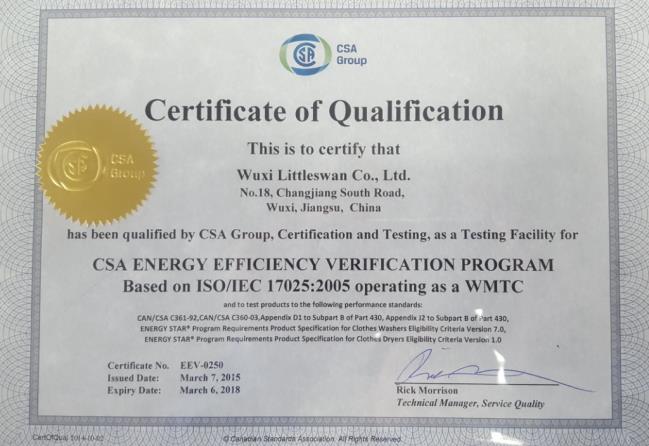 CSA
Group
Certificate of Qualification
CSA
Group
This is to certify that
Wuxi Littleswan Co., Ltd.
No.18, Changjiang South Road,
Wuxi, Jiangsu, China
has been qualified by CSA Group, Certification and Testing, as a Testing Facility for
CSA ENERGY EFFICIENCY VERIFICATION PROGRAM
Based on ISO/IEC 17025:2005 operating as a WMTC
and to test products to the following performance standards:
CAN/CSA C361-92,CAN/CSA C360-03,Appendix D1 to Subpart B of Part 430, Appendix J2 to Subpart B of Part 430,
ENERGY STAR® Program Requirements Product Specification for Clothes Washers Eligibility Criteria Version 7.0,
ENERGY STAR® Program Requirements Product Specification for Clothes Dryers Eligibility Criteria Version 1.0
Certificate No. EEV-0250
Issued Date: March 7, 2015
Expiry Date: March 6, 2018
Rick Morrison
Technical Manager, Service Quality
© Canadian Standards Association. All Rights Reserved.